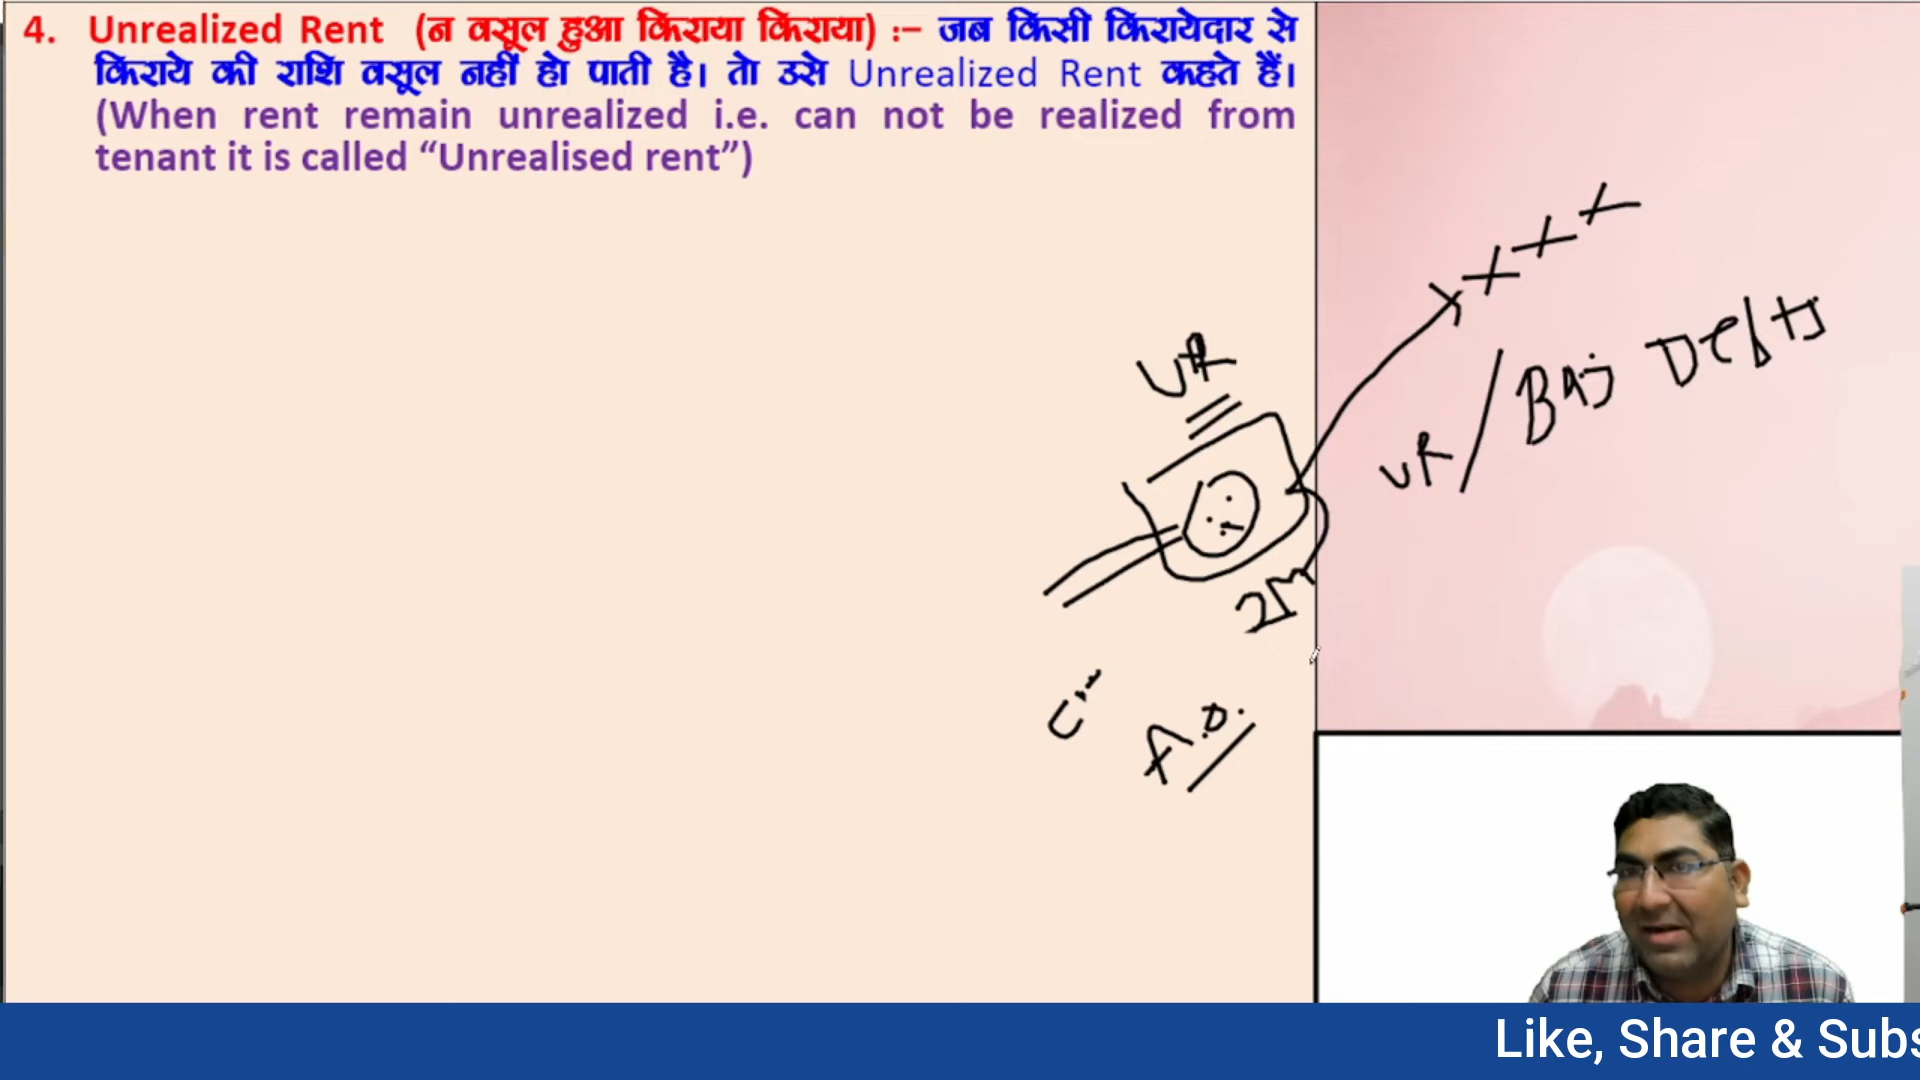 4. Unrealized Rent (न वसूल हुआ किराया किराया) :– जब किसी किरायेदार से
किराये की राशि वसूल नहीं हो पाती है। तो उसे Unrealized Rent कहते हैं।
(When rent remain unrealized i.e. can not be realized from
tenant it is called “Unrealised rent”)
UR
UR / Bad Debts
2M
A.O.
Like, Share & Subs